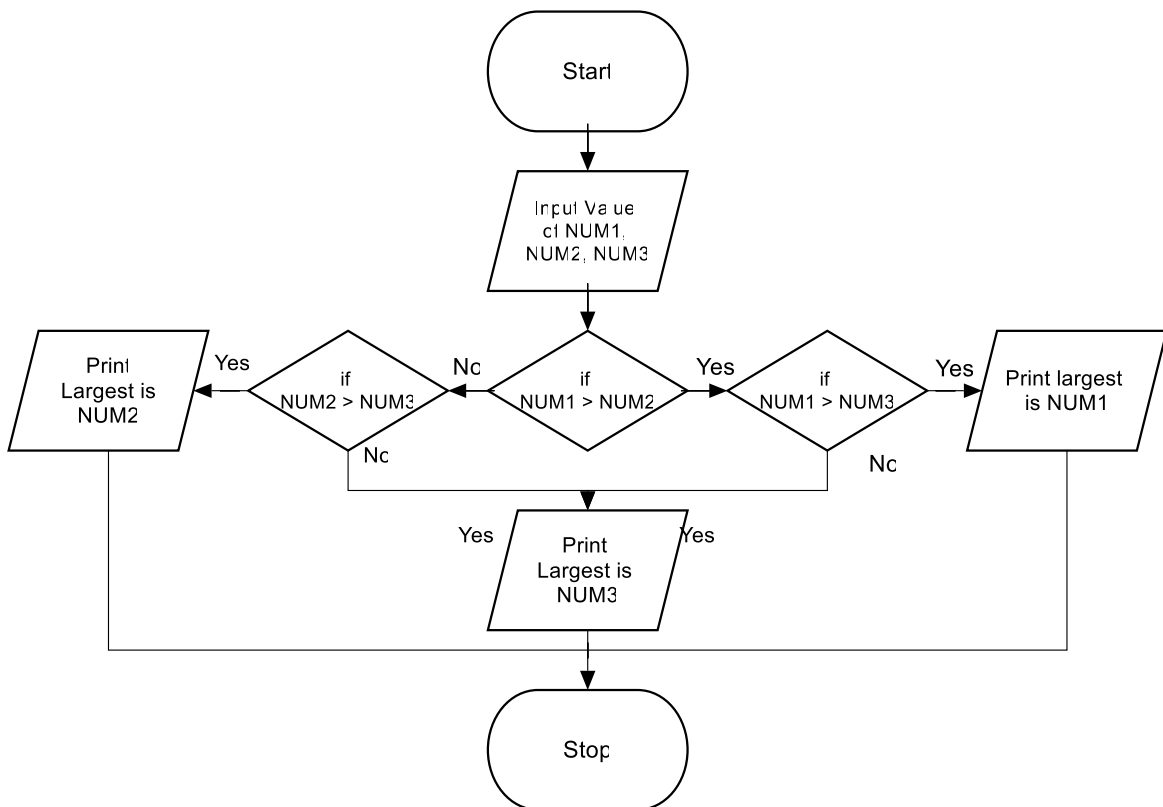 Start
Input Value
of NUM1,
NUM2, NUM3
Print
Largest is
NUM2
Yes
if
NUM2 > NUM3
No
if
NUM1 > NUM2
Yes
if
NUM1 > NUM3
Yes
Print largest
is NUM1
No
No
Yes
Print
Largest is
NUM3
Yes
Stop